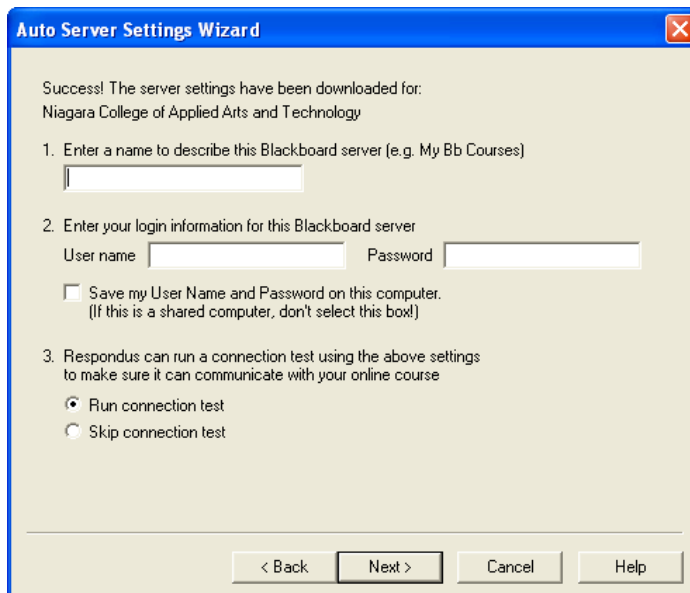 Auto Server Settings Wizard
Success! The server settings have been downloaded for:
Niagara College of Applied Arts and Technology
1. Enter a name to describe this Blackboard server (e.g. My Bb Courses)
2. Enter your login information for this Blackboard server
User name Password
Save my User Name and Password on this computer.
(If this is a shared computer, don't select this box!)
3. Respondus can run a connection test using the above settings
to make sure it can communicate with your online course
Run connection test
Skip connection test
< Back Next > Cancel Help